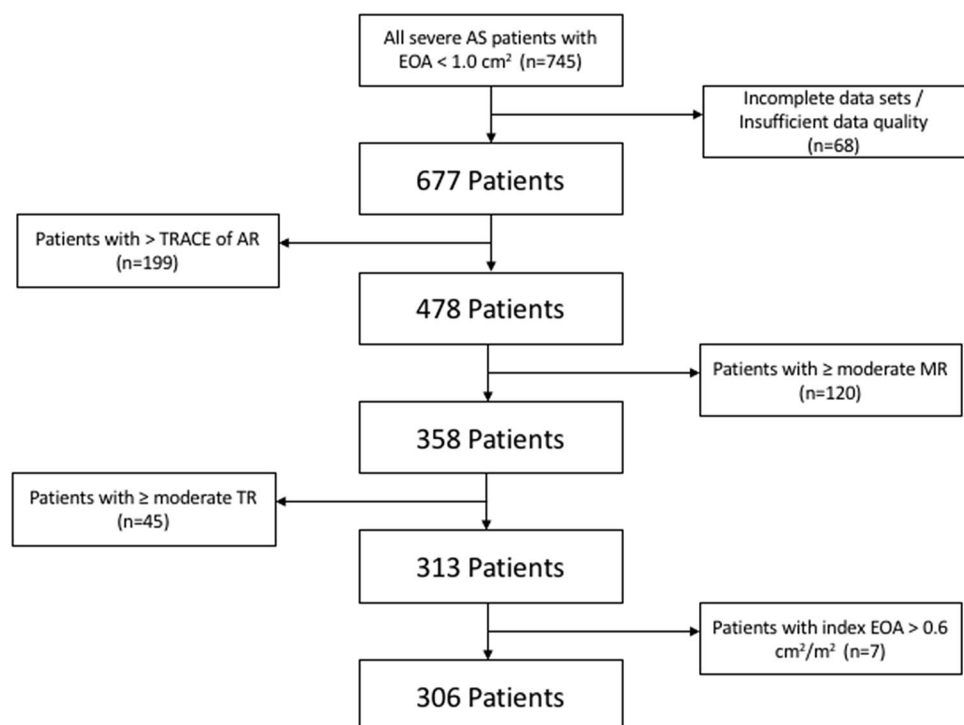 All severe AS patients with
EOA < 1.0 cm² (n=745)
Incomplete data sets /
Insufficient data quality
(n=68)
677 Patients
Patients with > TRACE of AR
(n=199)
478 Patients
Patients with ≥ moderate MR
(n=120)
358 Patients
Patients with ≥ moderate TR
(n=45)
313 Patients
Patients with index EOA > 0.6
cm²/m² (n=7)
306 Patients